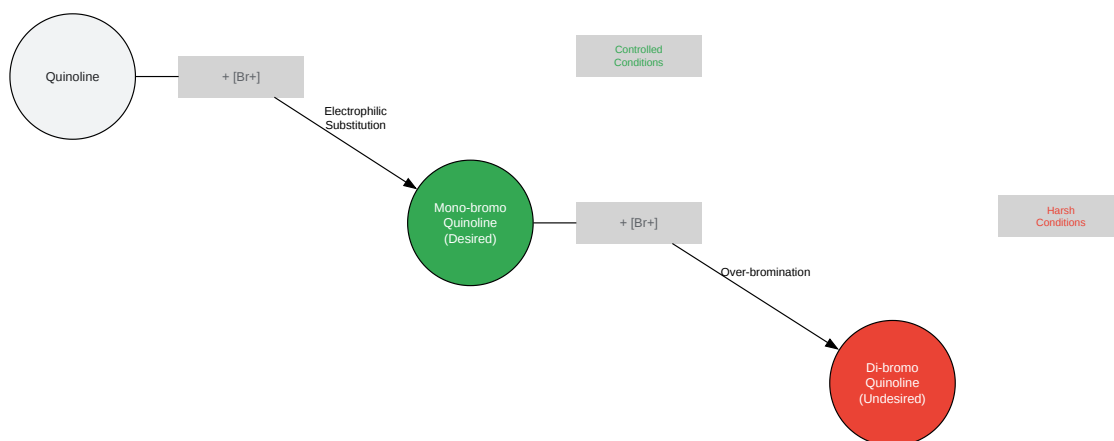 Quinoline
+ [Br+]
Controlled
Conditions
Electrophilic
Substitution
Mono-bromo
Quinoline
(Desired)
+ [Br+]
Harsh
Conditions
Over-bromination
Di-bromo
Quinoline
(Undesired)